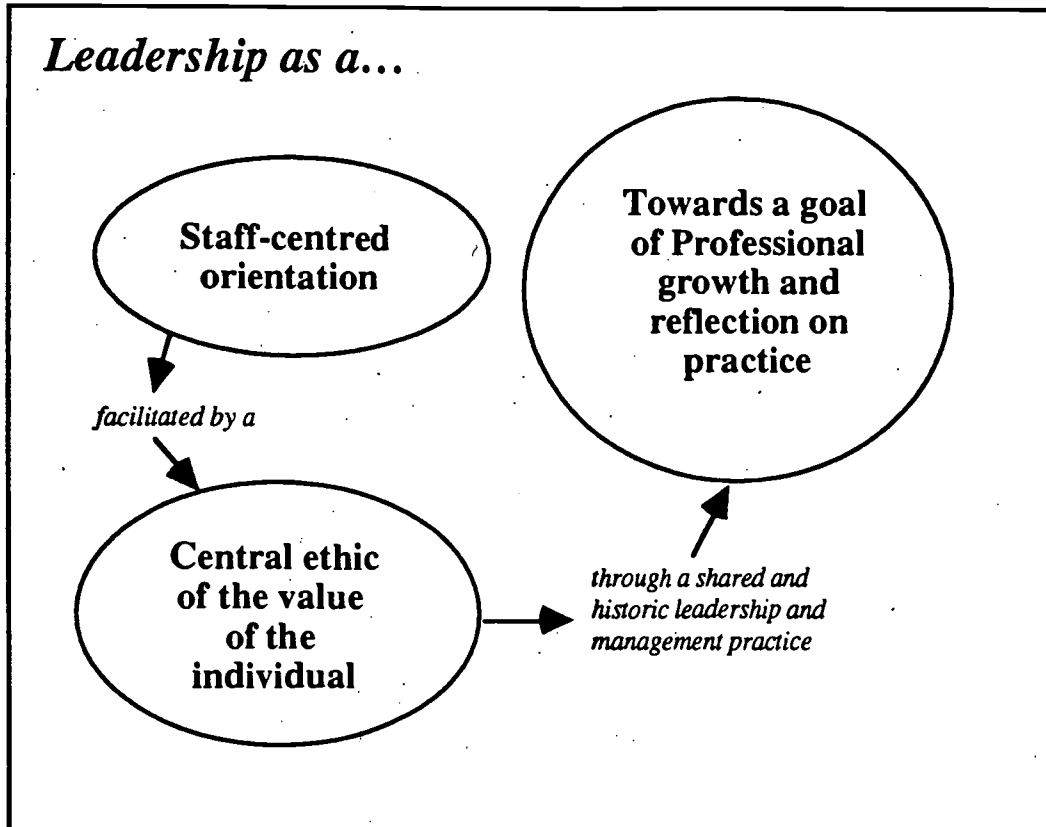 Leadership as a...
Staff-centred
orientation
facilitated by a
Central ethic
of the value
of the
individual
through a shared and
historic leadership and
management practice
Towards a goal
of Professional
growth and
reflection on
practice